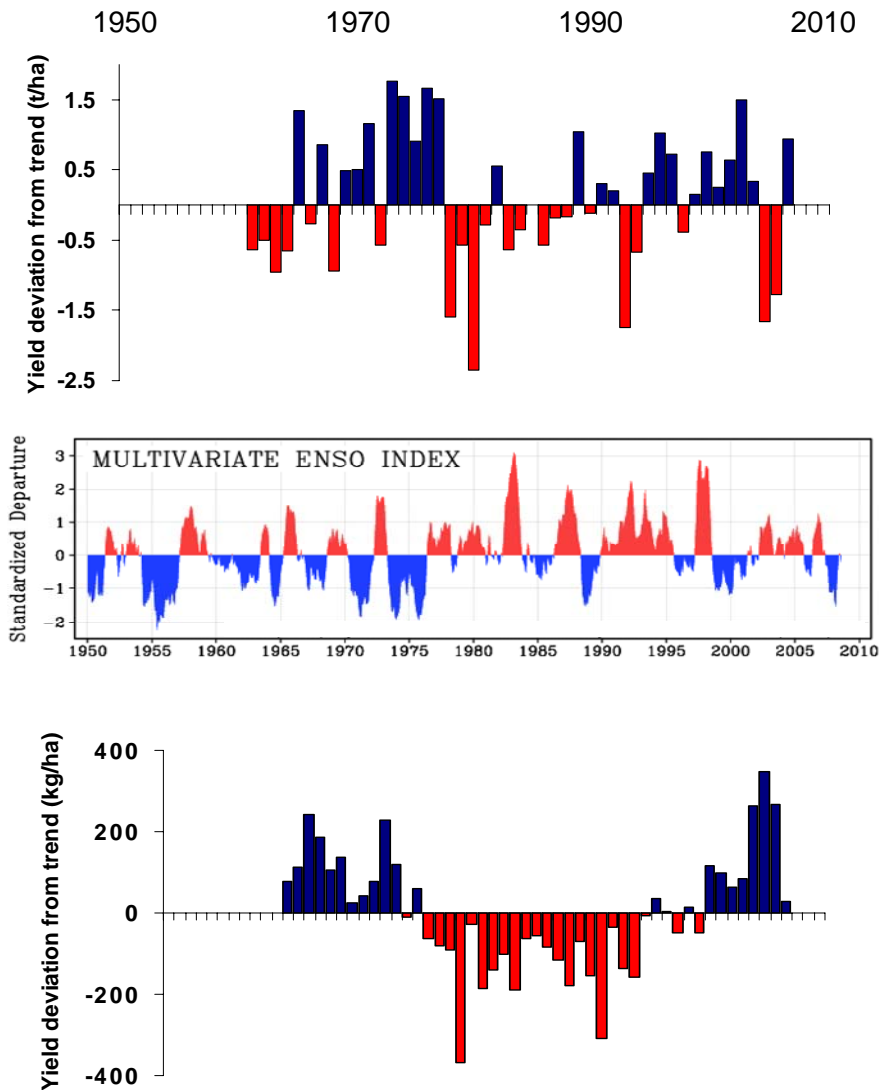 1950 1970 1990 2010
Yield deviation from trend (t/ha)
1.5
0.5
-0.5
-1.5
-2.5
MULTIVARIATE ENSO INDEX
Standardized Departure
3
2
1
0
-1
-2
1950 1955 1960 1965 1970 1975 1980 1985 1990 1995 2000 2005 2010
Yield deviation from trend (kg/ha)
400
200
0
-200
-400